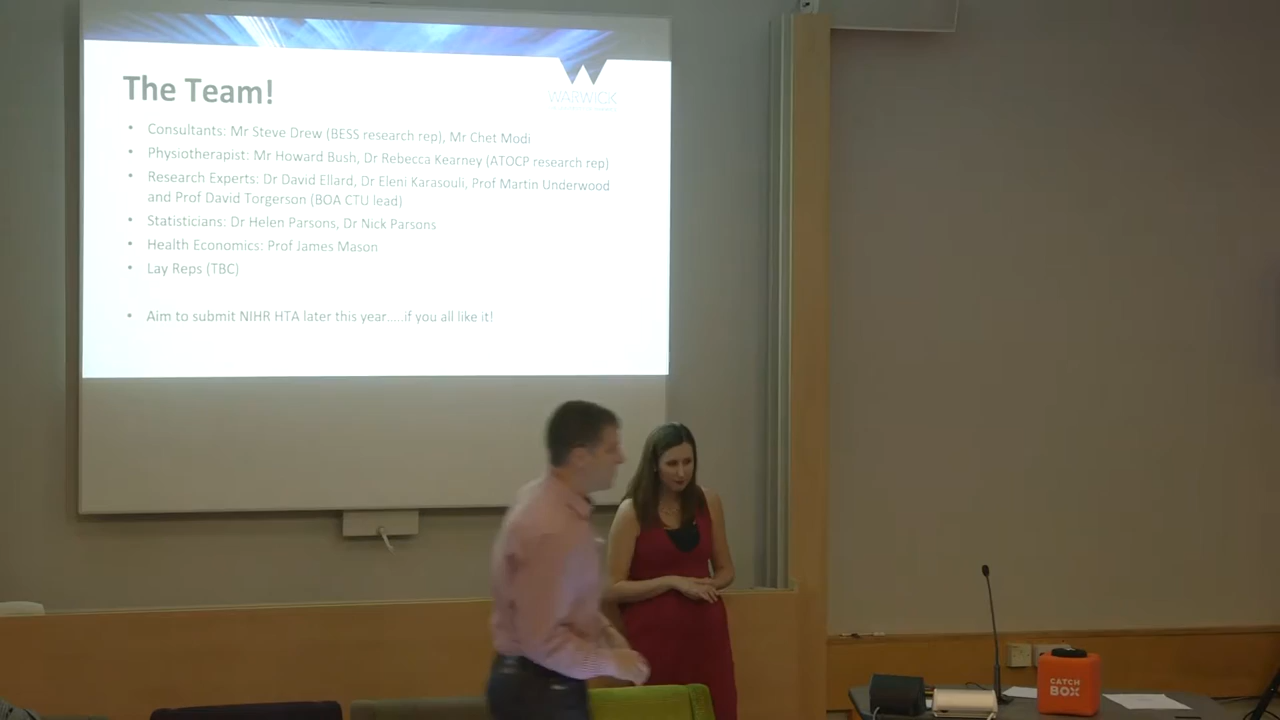 The Team!
WARWICK
• Consultants: Mr Steve Drew (BESS research rep), Mr Chet Modi
• Physiotherapist: Mr Howard Bush, Dr Rebecca Kearney (ATOCP research rep)
• Research Experts: Dr David Ellard, Dr Eleni Karasouli, Prof Martin Underwood
and Prof David Torgerson (BOA CTU lead)
• Statisticians: Dr Helen Parsons, Dr Nick Parsons
• Health Economics: Prof James Mason
• Lay Reps (TBC)
• Aim to submit NIHR HTA later this year.....if you all like it!
CATCH
BOX